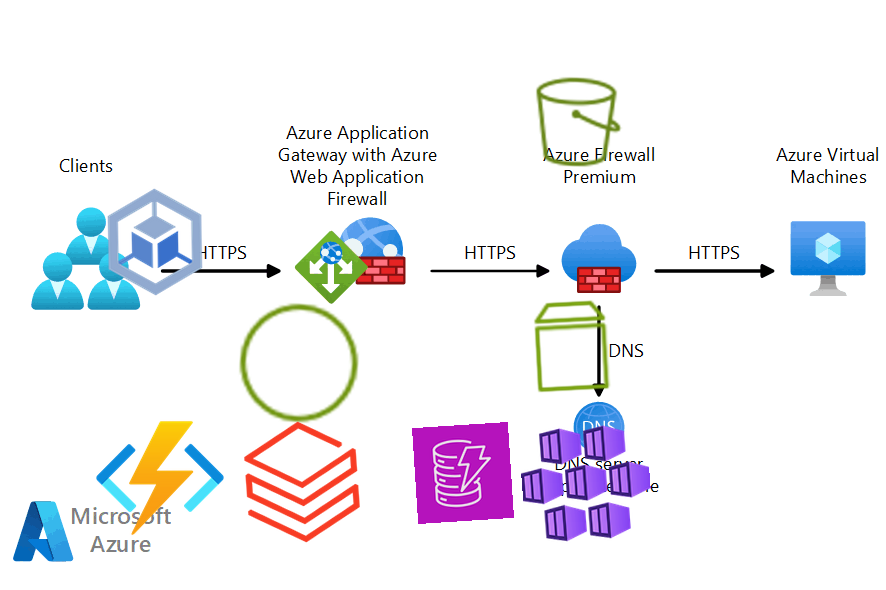 Clients
Azure Application
Gateway with Azure
Web Application
Firewall
Azure Firewall
Premium
Azure Virtual
Machines
HTTPS
HTTPS
HTTPS
DNS
DNS
DNS server
Microsoft
Azure